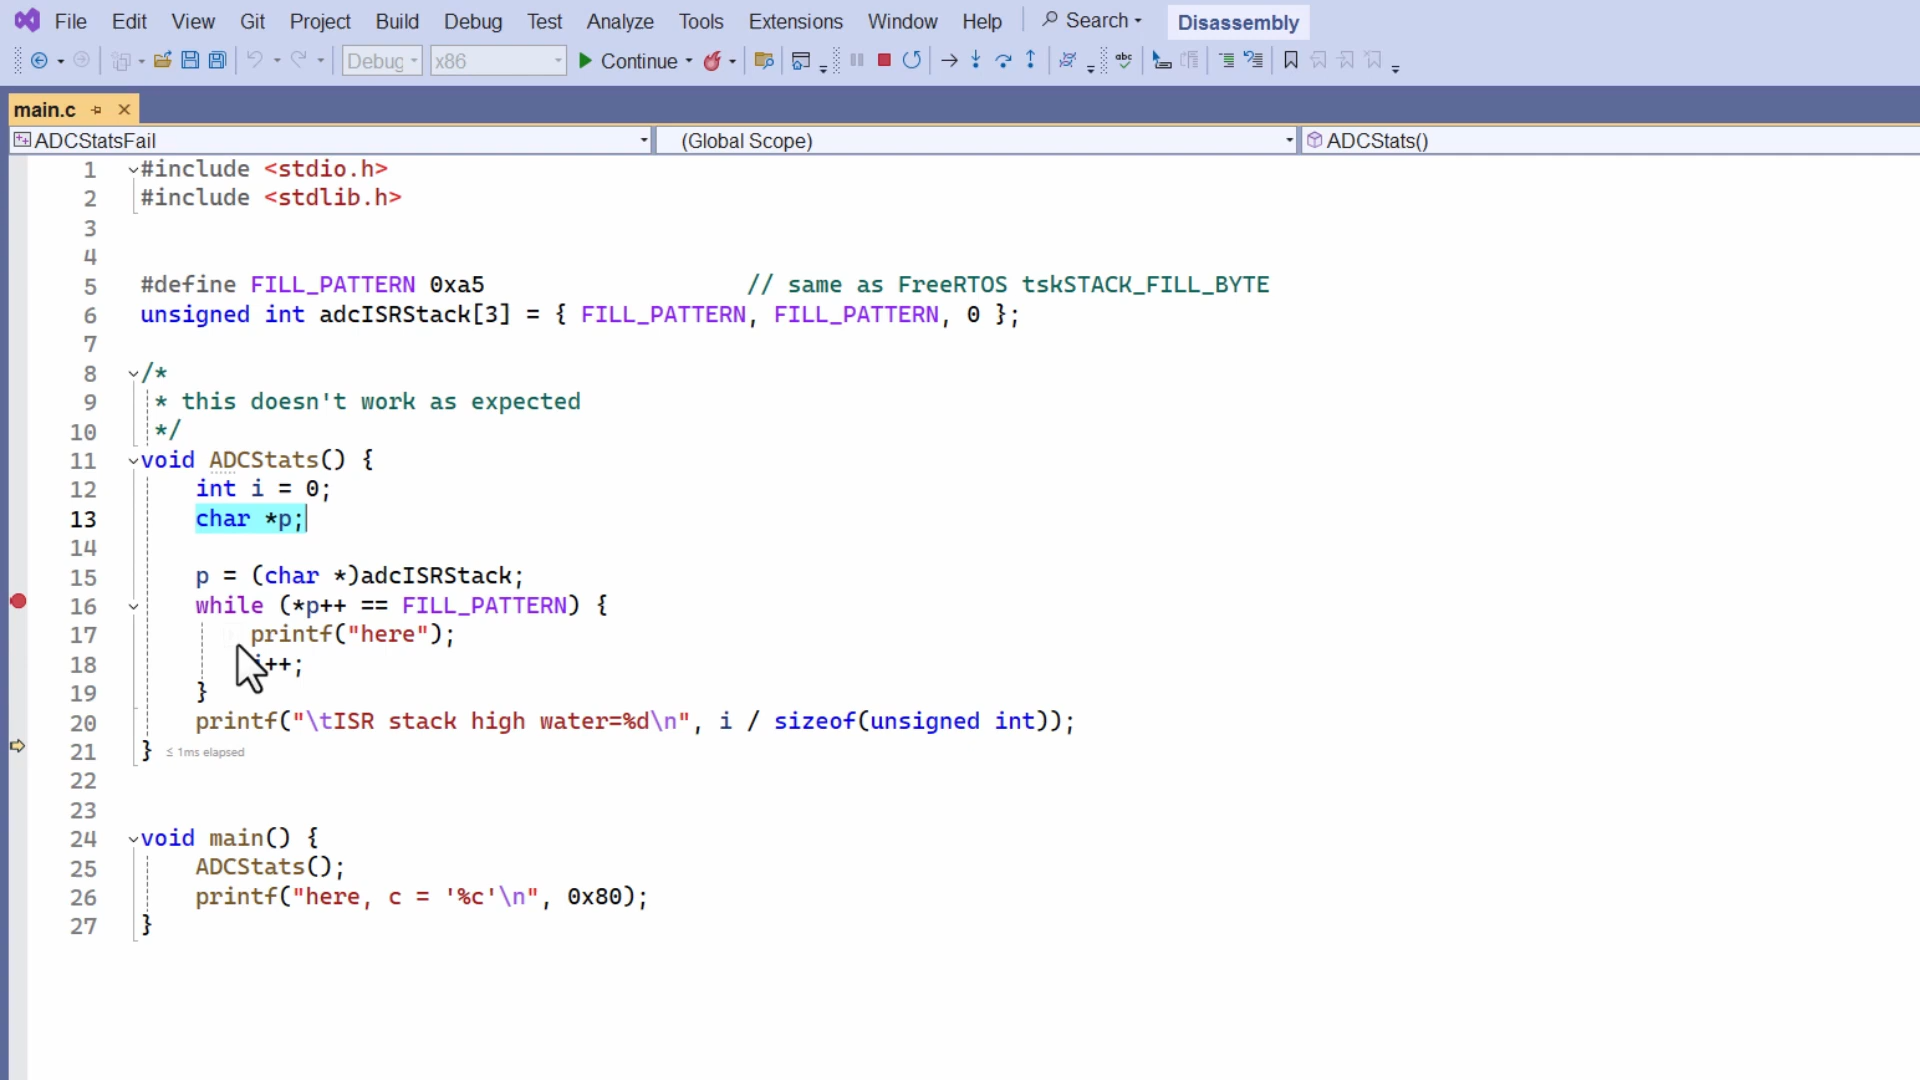 File Edit View Git Project Build Debug Test Analyze Tools Extensions Window Help Search Disassembly
Debug x86 Continue abc
main.c
ADCStatsFail (Global Scope) ADCStats()
1 #include <stdio.h>
2 #include <stdlib.h>
3
4
5 #define FILL_PATTERN 0xa5 // same as FreeRTOS tskSTACK_FILL_BYTE
6 unsigned int adcISRStack[3] = { FILL_PATTERN, FILL_PATTERN, 0 };
7
8 /*
9 * this doesn't work as expected
10 */
11 void ADCStats() {
12 int i = 0;
13 char *p;
14
15 p = (char *)adcISRStack;
16 while (*p++ == FILL_PATTERN) {
17 printf("here");
18 i++;
19 }
20 printf("\tISR stack high water=%d\n", i / sizeof(unsigned int));
21 } ≤ 1ms elapsed
22
23
24 void main() {
25 ADCStats();
26 printf("here, c = '%c'\n", 0x80);
27 }